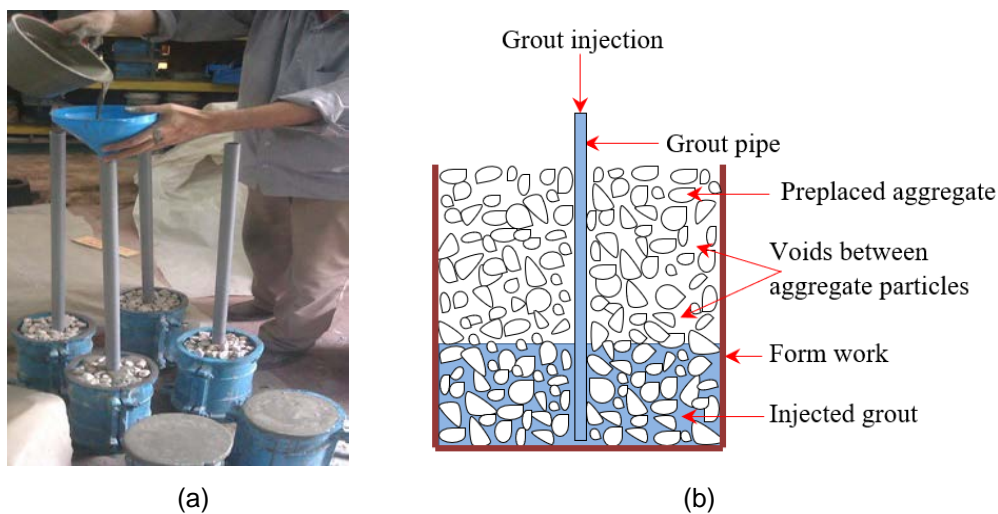 Grout injection
Grout pipe
Preplaced aggregate
Voids between
aggregate particles
Form work
Injected grout
(a)
(b)